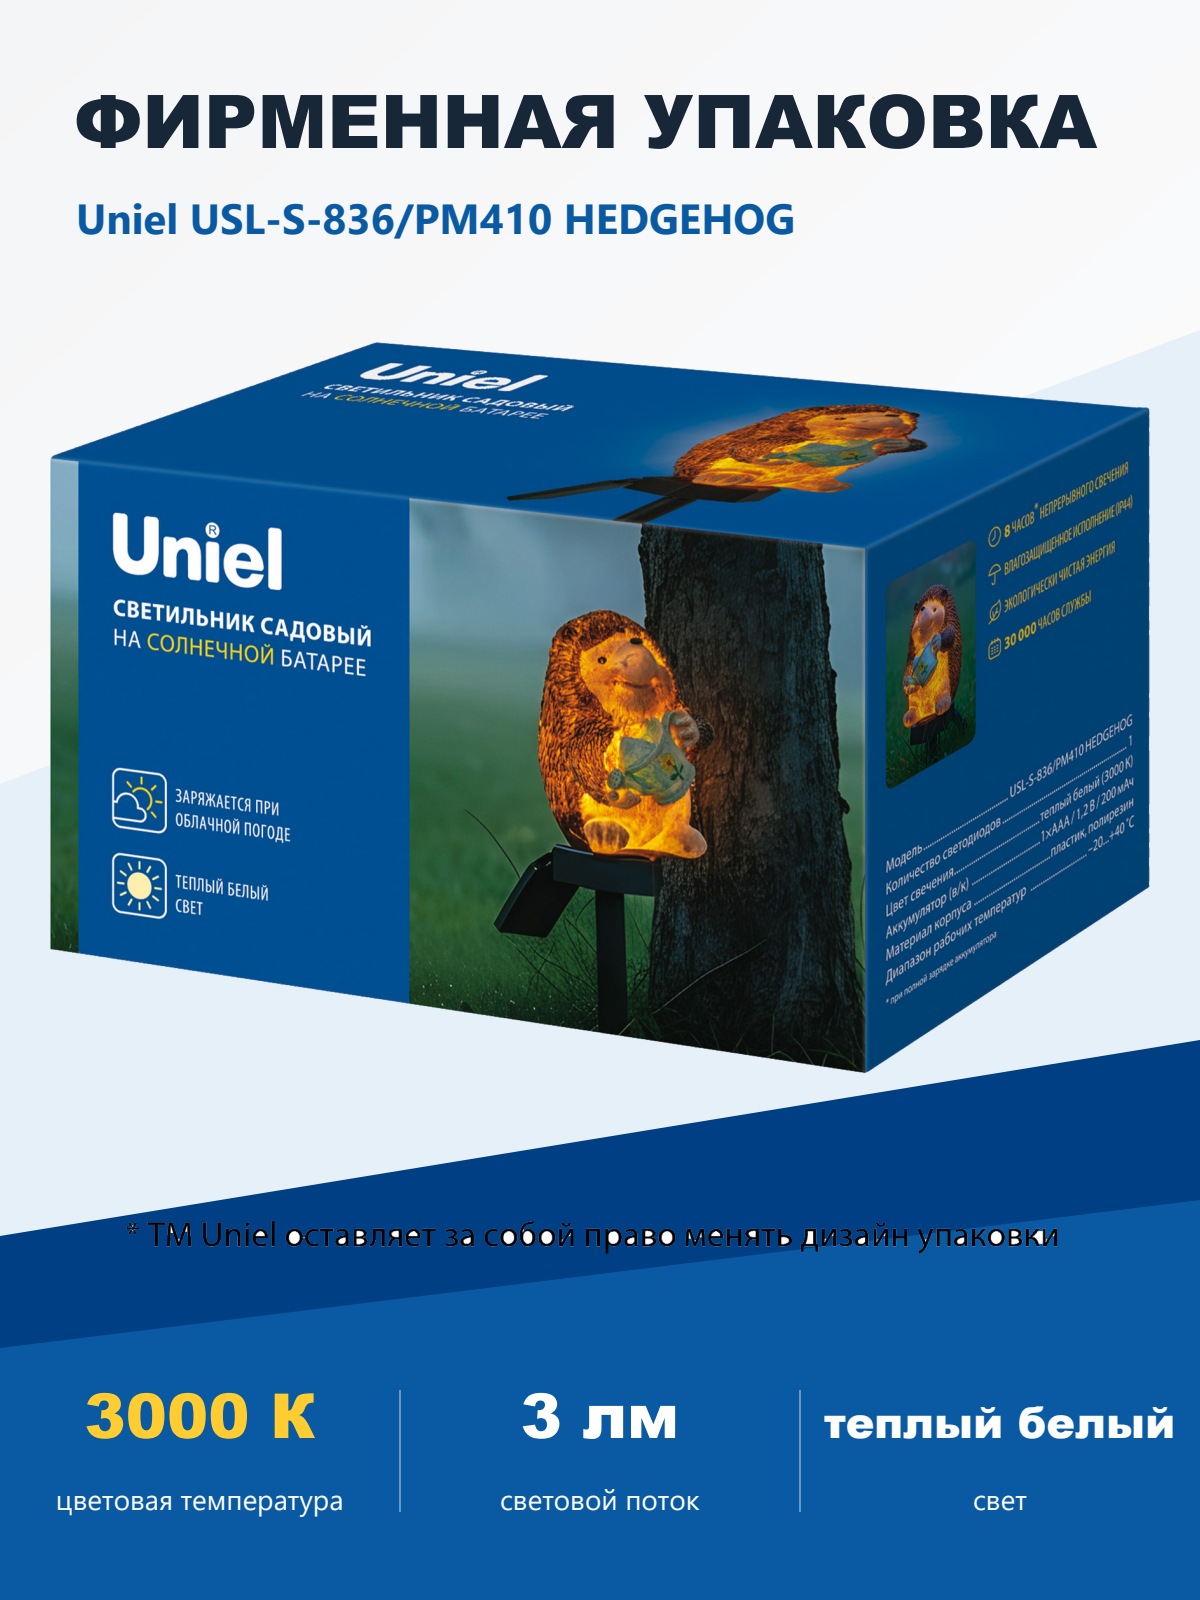 ФИРМЕННАЯ УПАКОВКА
Uniel USL-S-836/PM410 HEDGEHOG
Uniel
СВЕТИЛЬНИК САДОВЫЙ
НА СОЛНЕЧНОЙ БАТАРЕЕ
Uniel®
СВЕТИЛЬНИК САДОВЫЙ
НА СОЛНЕЧНОЙ БАТАРЕЕ
ЗАРЯЖАЕТСЯ ПРИ
ОБЛАЧНОЙ ПОГОДЕ
ТЕПЛЫЙ БЕЛЫЙ
СВЕТ
8 ЧАСОВ* НЕПРЕРЫВНОГО СВЕЧЕНИЯ
ВЛАГОЗАЩИЩЕННОЕ ИСПОЛНЕНИЕ (IP44)
ЭКОЛОГИЧЕСКИ ЧИСТАЯ ЭНЕРГИЯ
30 000 ЧАСОВ СЛУЖБЫ
Модель USL-S-836/PM410 HEDGEHOG
Количество светодиодов 1
Цвет свечения теплый белый (3000 К)
Аккумулятор (в/к) 1×ААА / 1,2 В / 200 мАч
Материал корпуса пластик, полирезин
Диапазон рабочих температур −20...+40 °С
* при полной зарядке аккумулятора
* ТМ Uniel оставляет за собой право менять дизайн упаковки
3000 К
цветовая температура
3 лм
световой поток
теплый белый
свет